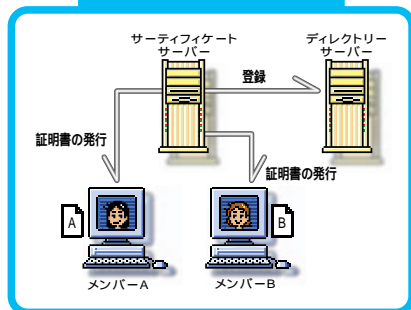 サーティフィケート
サーバー
ディレクトリー
サーバー
登録
証明書の発行
証明書の発行
A
B
メンバーA
メンバーB